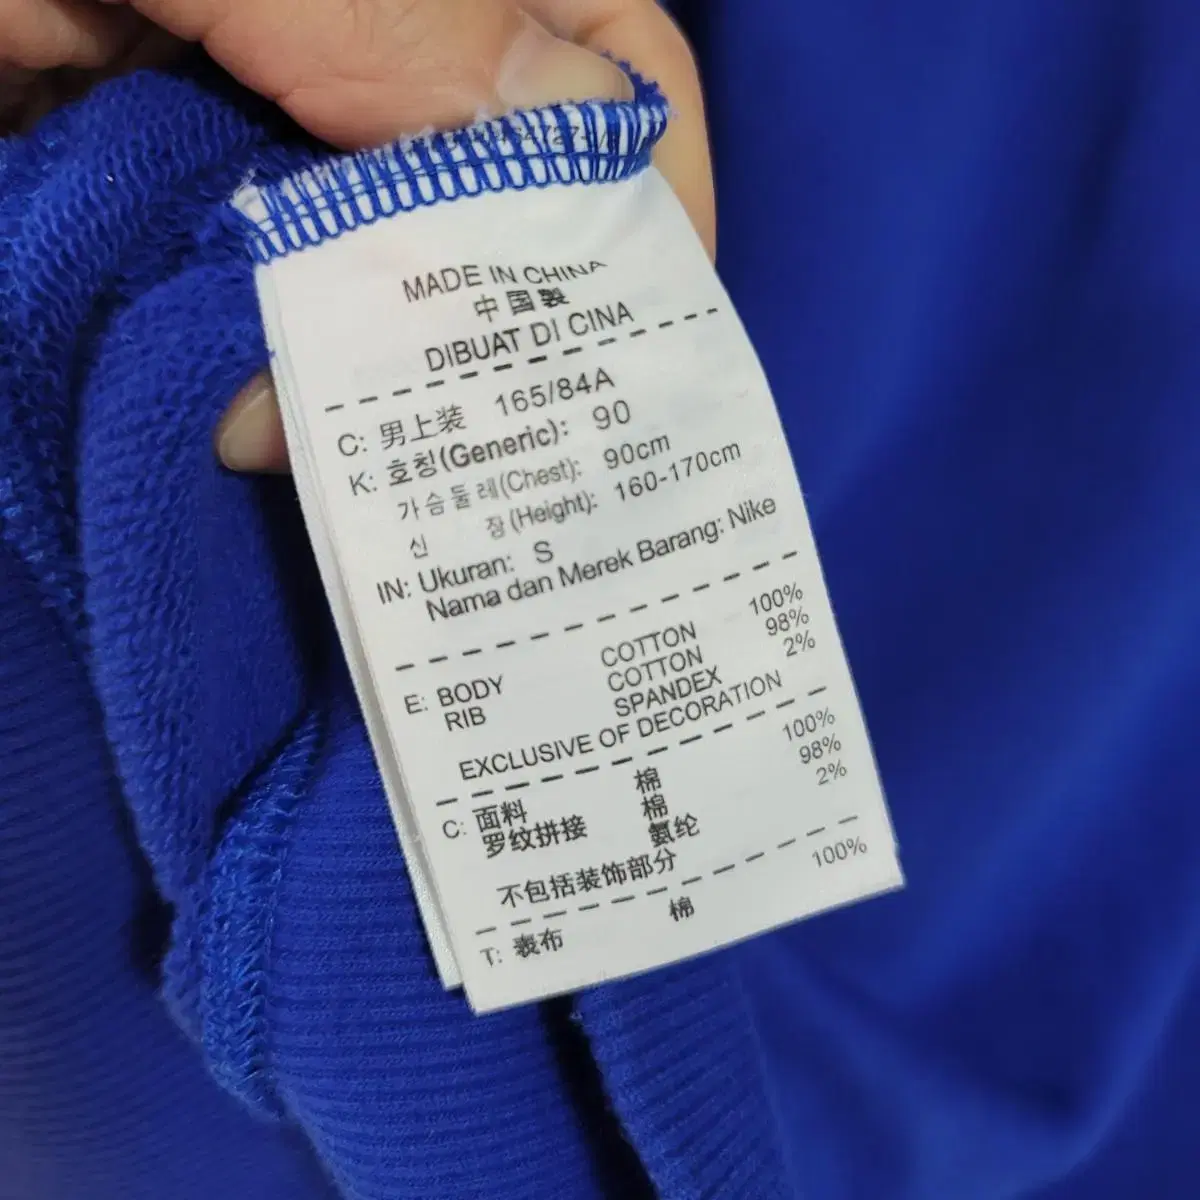 MADE IN CHINA
中国製
DIBUAT DI CINA
C: 男上装 165/84A
K: 호칭(Generic): 90
가슴둘레(Chest): 90cm
신 장(Height): 160-170cm
IN: Ukuran: S
Nama dan Merek Barang: Nike
E: BODY COTTON 100%
RIB COTTON 98%
SPANDEX 2%
EXCLUSIVE OF DECORATION
C: 面料 棉 100%
罗纹拼接 棉 98%
氨纶 2%
不包括装饰部分
T: 表布 棉 100%